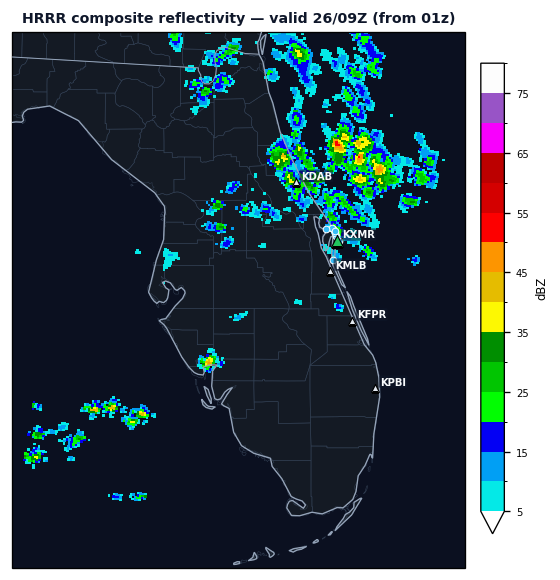 HRRR composite reflectivity — valid 26/09Z (from 01z)
75
65
KDAB
55
KXMR
KMLB
45
dBZ
KFPR
35
KPBI
25
15
5